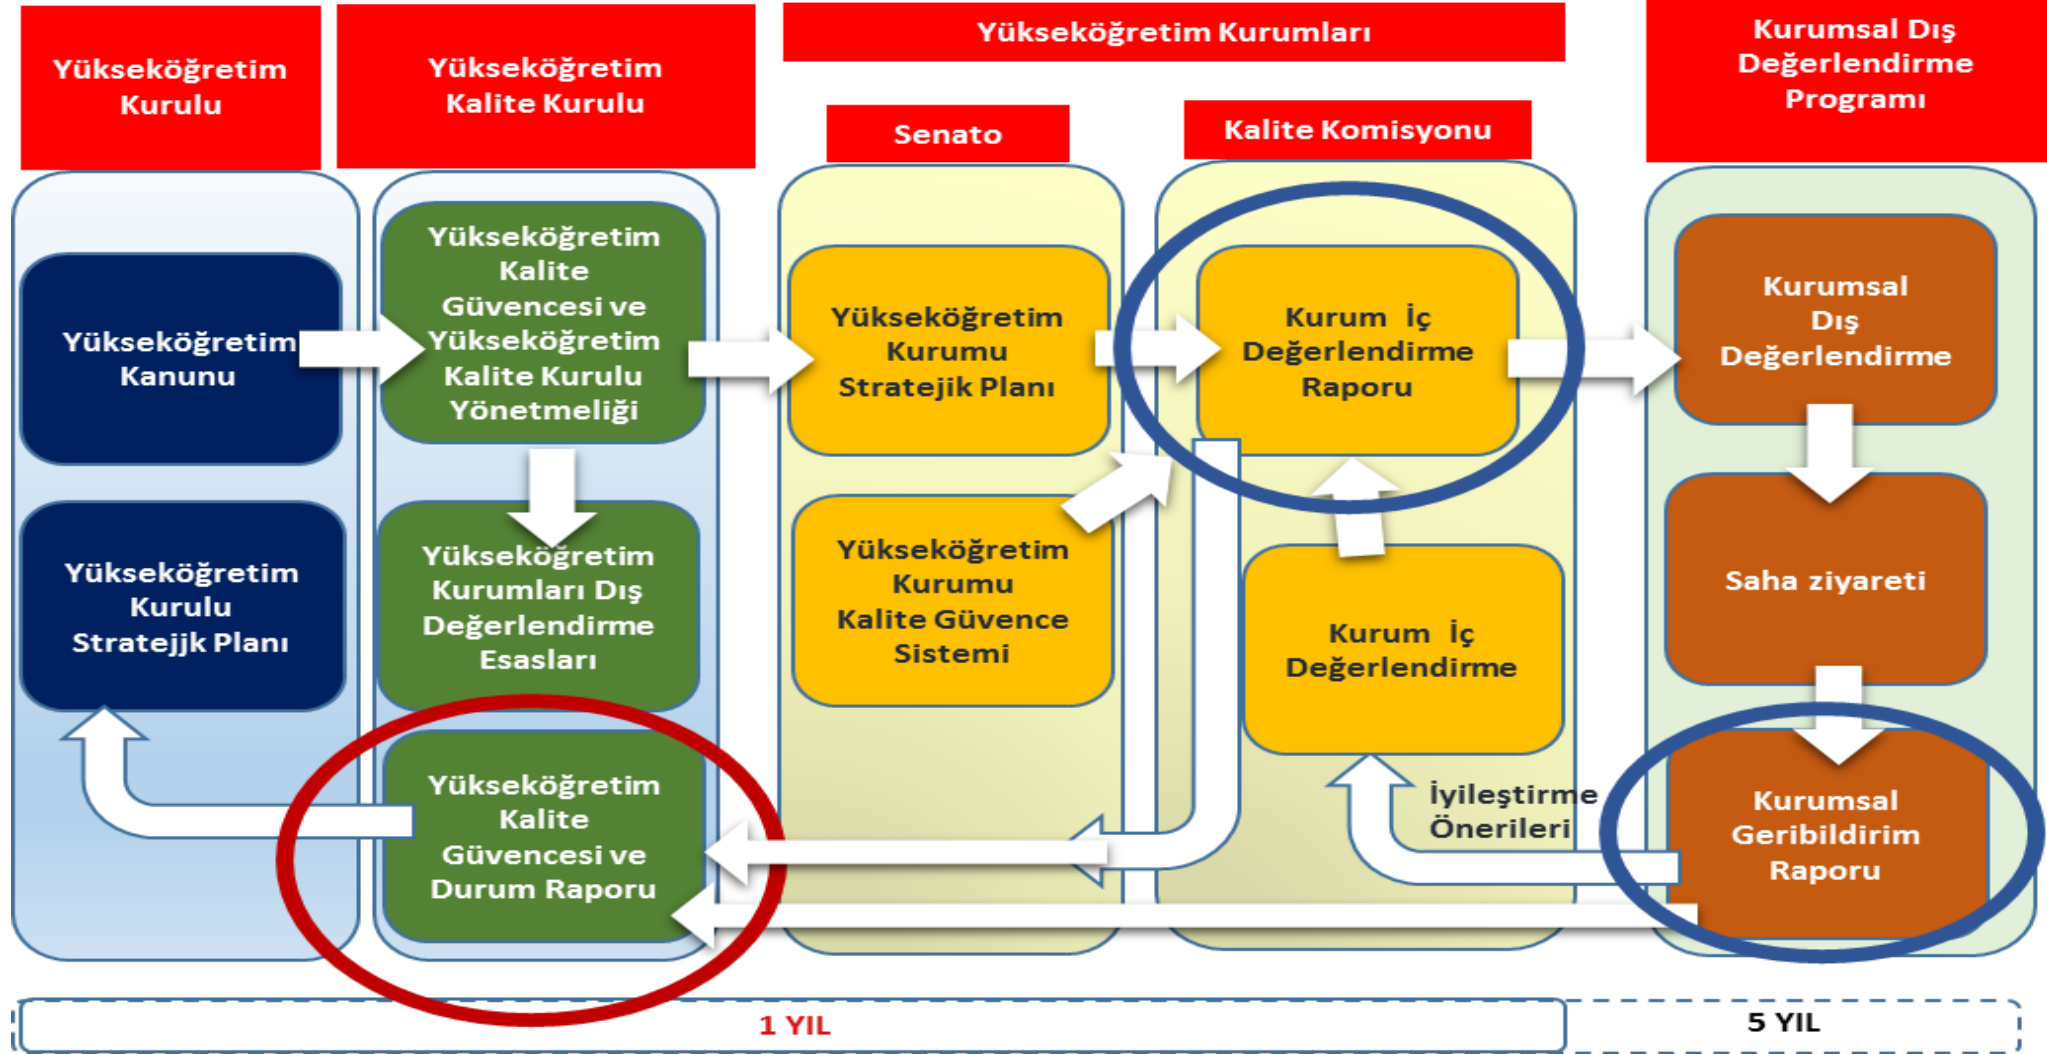 Yükseköğretim
Kurulu
Yükseköğretim
Kalite Kurulu
Yükseköğretim Kurumları
Senato
Kalite Komisyonu
Kurumsal Dış
Değerlendirme
Programı
Yükseköğretim
Kanunu
Yükseköğretim
Kurulu
Stratejjk Planı
Yükseköğretim
Kalite
Güvencesi ve
Yükseköğretim
Kalite Kurulu
Yönetmeliği
Yükseköğretim
Kurumları Dış
Değerlendirme
Esasları
Yükseköğretim
Kalite
Güvencesi ve
Durum Raporu
Yükseköğretim
Kurumu
Stratejik Planı
Yükseköğretim
Kurumu
Kalite Güvence
Sistemi
Kurum İç
Değerlendirme
Raporu
Kurum İç
Değerlendirme
İyileştirme
Önerileri
Kurumsal
Dış
Değerlendirme
Saha ziyareti
Kurumsal
Geribildirim
Raporu
1 YIL
5 YIL